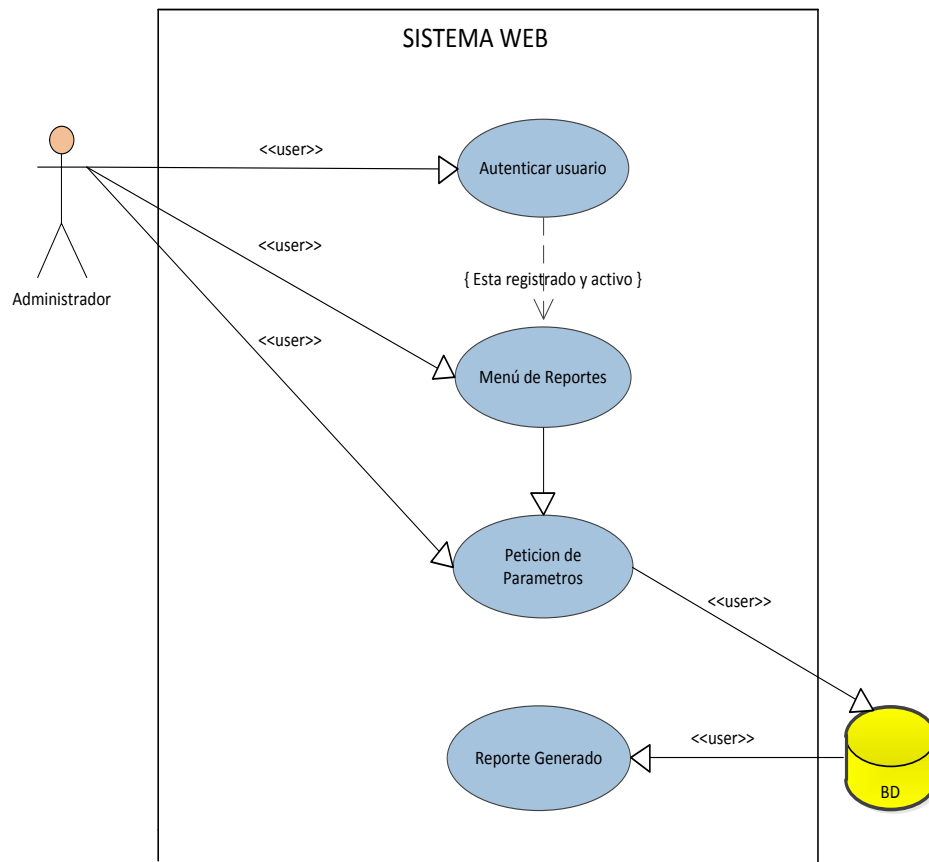 SISTEMA WEB
<<user>>
Autenticar usuario
<<user>>
{ Esta registrado y activo }
Administrador
<<user>>
Menú de Reportes
Peticion de
Parametros
<<user>>
<<user>>
Reporte Generado
BD